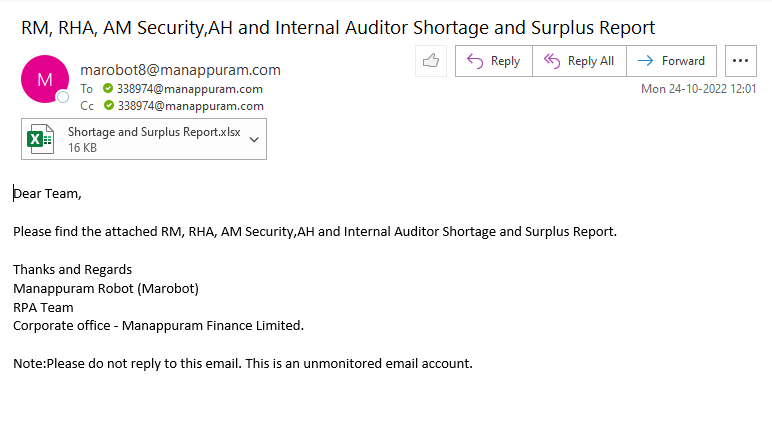 RM, RHA, AM Security,AH and Internal Auditor Shortage and Surplus Report
M
marobot8@manappuram.com
To 338974@manappuram.com
Cc 338974@manappuram.com
Reply
Reply All
Forward
Mon 24-10-2022 12:01
Shortage and Surplus Report.xlsx
16 KB
Dear Team,
Please find the attached RM, RHA, AM Security,AH and Internal Auditor Shortage and Surplus Report.
Thanks and Regards
Manappuram Robot (Marobot)
RPA Team
Corporate office - Manappuram Finance Limited.
Note:Please do not reply to this email. This is an unmonitored email account.